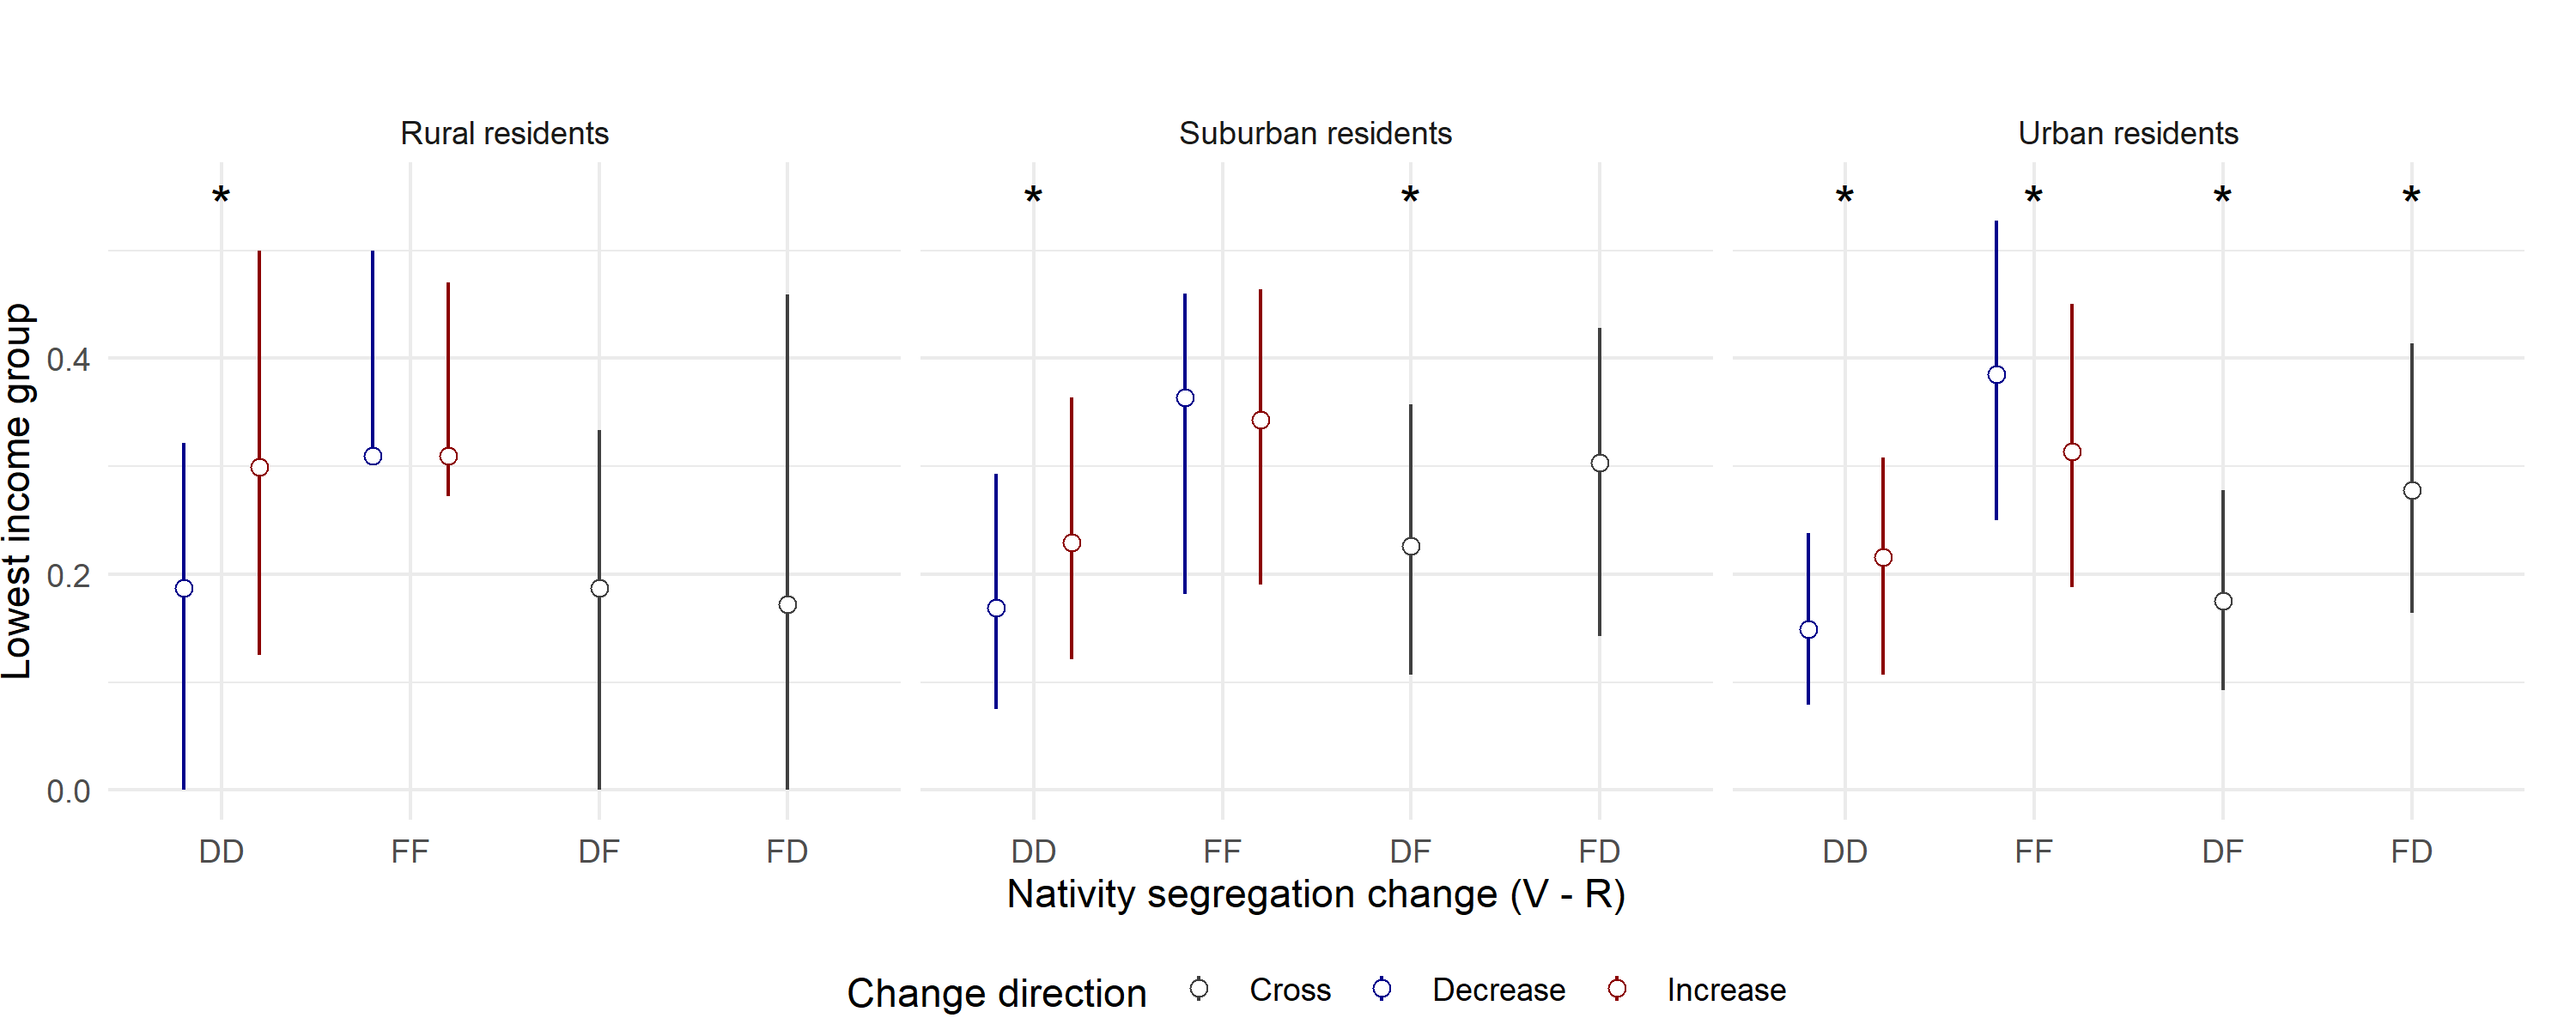 Rural residents
Suburban residents
Urban residents
*
* *
* * * *
Lowest income group
0.4
0.2
0.0
DD FF DF FD
DD FF DF FD
DD FF DF FD
Nativity segregation change (V - R)
Change direction Cross Decrease Increase